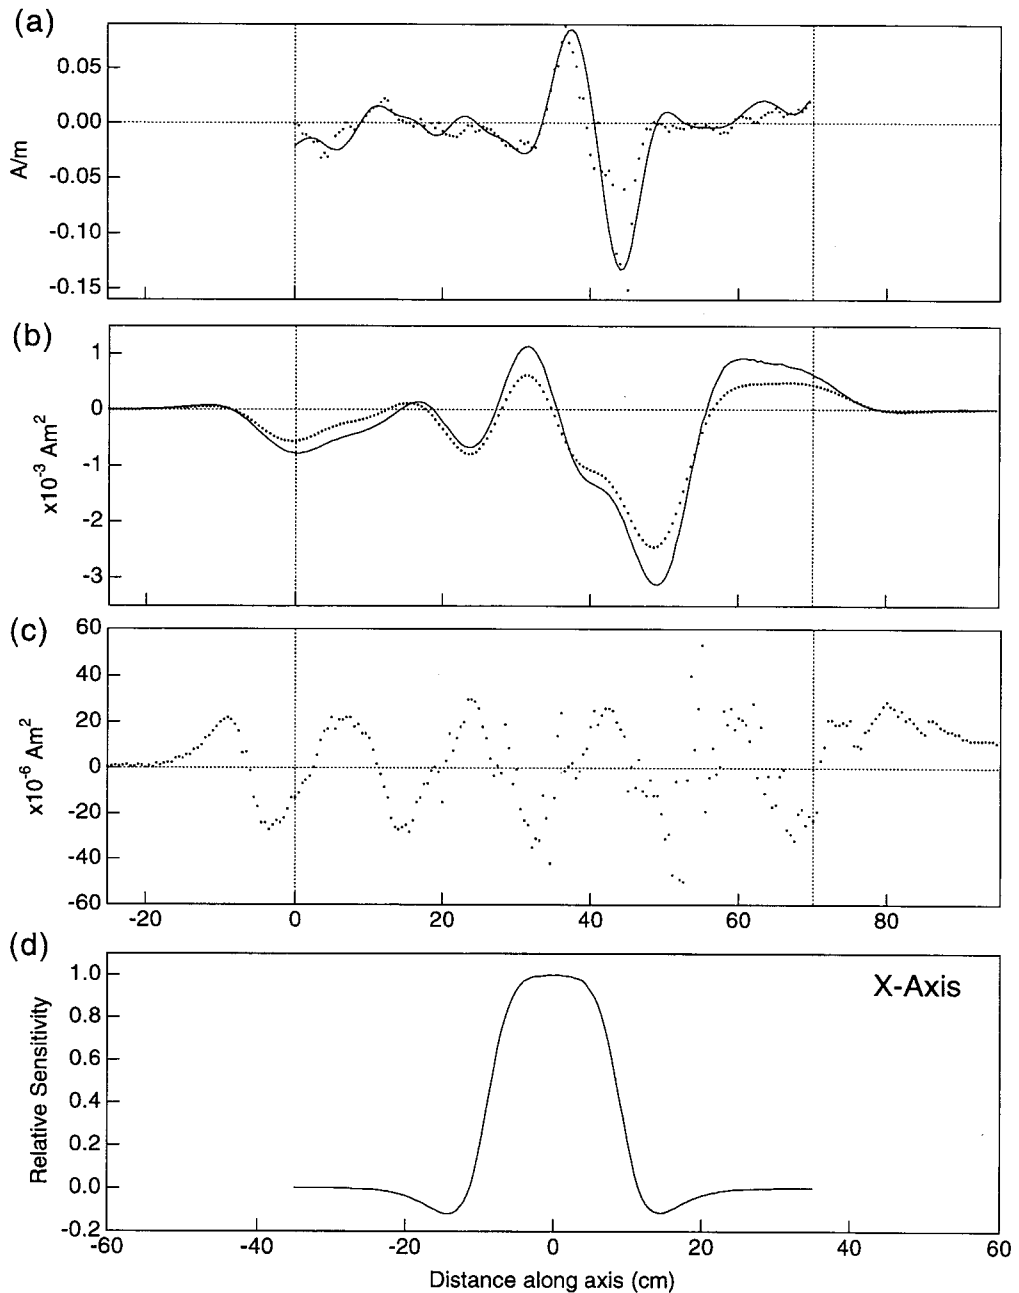 (a)
0.05
0.00
-0.05
-0.10
-0.15
A/m
(b)
1
0
-1
-2
-3
x10-3 Am2
(c)
60
40
20
0
-20
-40
-60
x10-6 Am2
-20 0 20 40 60 80
(d)
X-Axis
1.0
0.8
0.6
0.4
0.2
0.0
-0.2
Relative Sensitivity
-60 -40 -20 0 20 40 60
Distance along axis (cm)